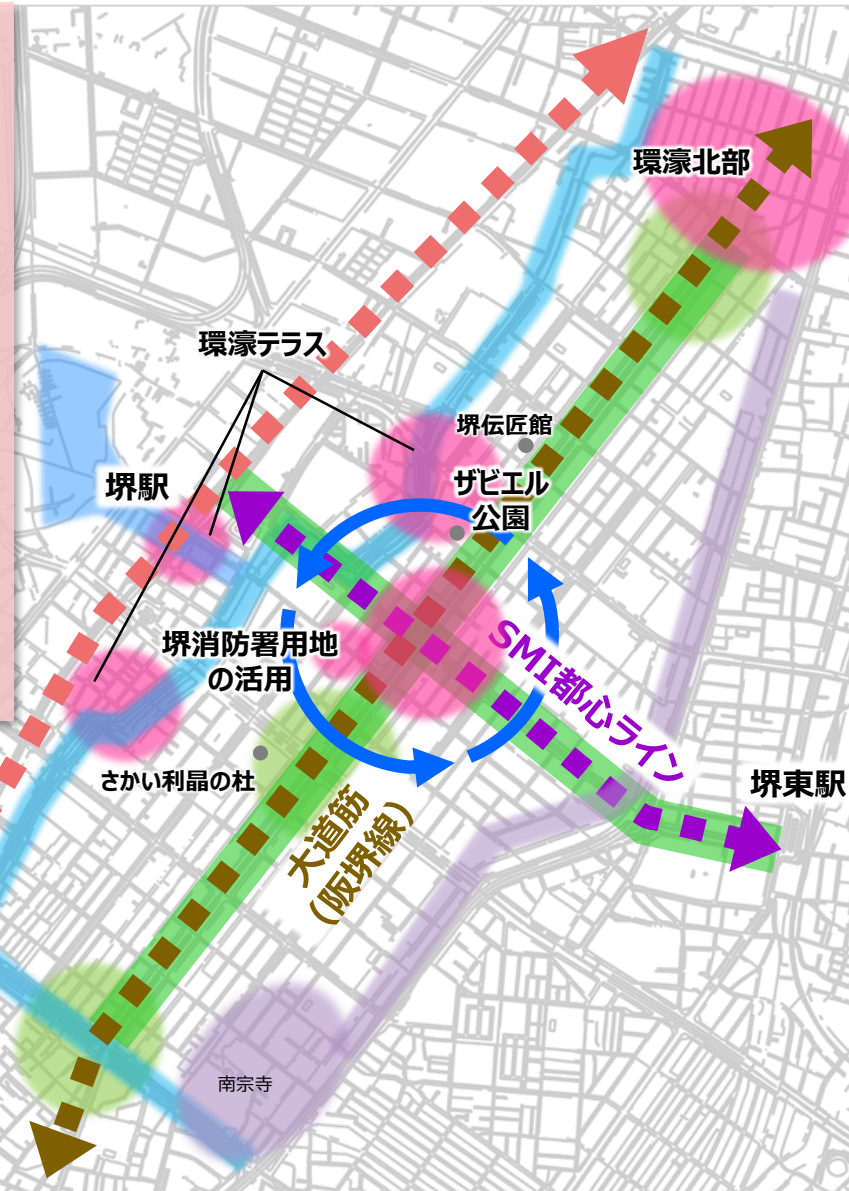 環濠北部
環濠テラス
堺伝匠館
堺駅
ザビエル
公園
堺消防署用地
の活用
SMI都心ライン
さかい利晶の杜
堺東駅
大道筋
(阪堺線)
南宗寺